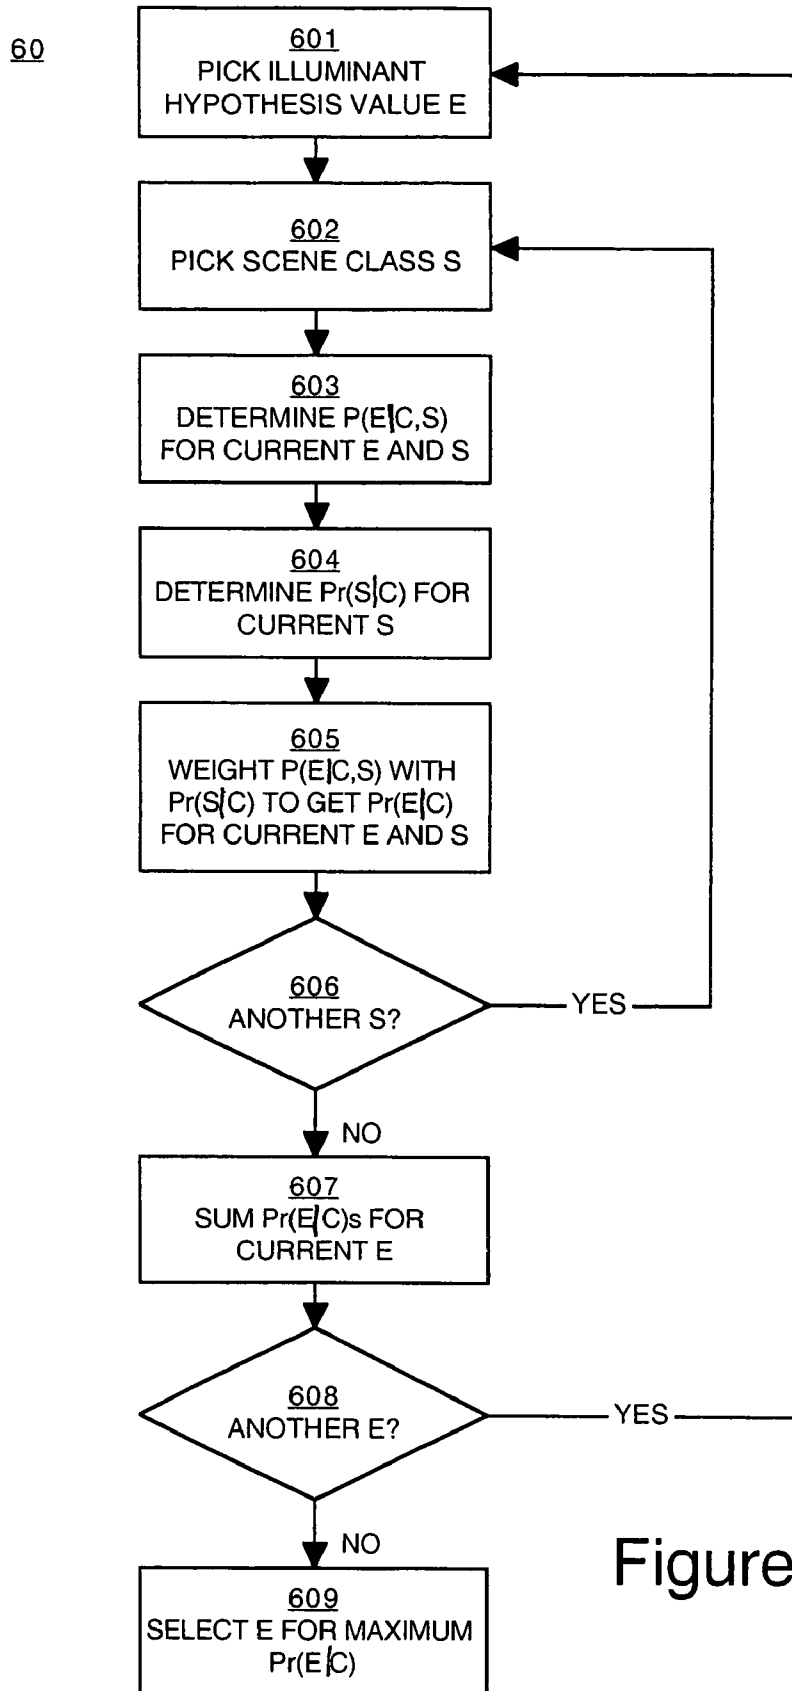 60
601
PICK ILLUMINANT
HYPOTHESIS VALUE E
602
PICK SCENE CLASS S
603
DETERMINE P(E|C,S)
FOR CURRENT E AND S
604
DETERMINE Pr(S|C) FOR
CURRENT S
605
WEIGHT P(E|C,S) WITH
Pr(S|C) TO GET Pr(E|C)
FOR CURRENT E AND S
606
ANOTHER S?
YES
NO
607
SUM Pr(E|C)s FOR
CURRENT E
608
ANOTHER E?
YES
NO
Figure
609
SELECT E FOR MAXIMUM
Pr(E|C)